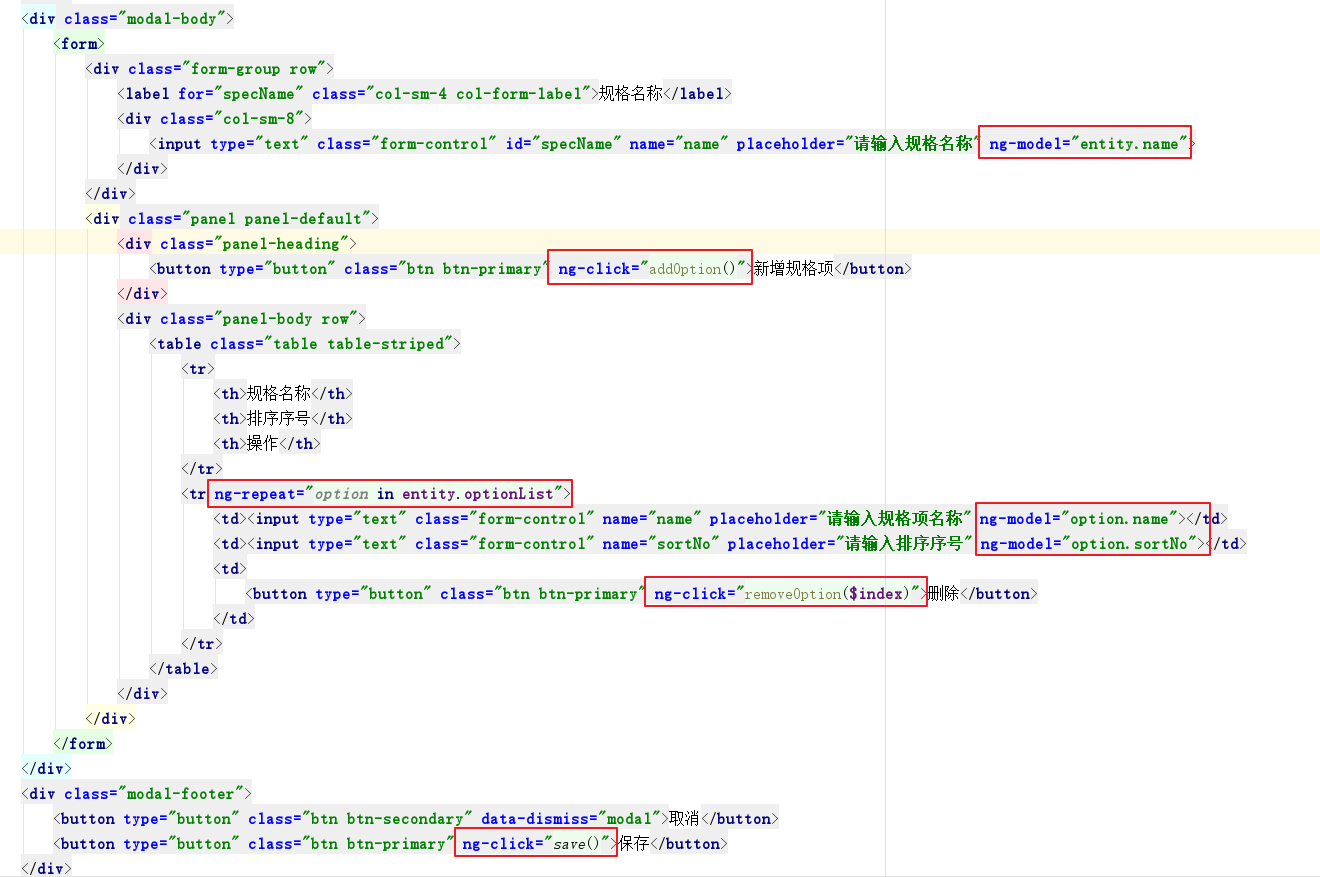 <div class="modal-body">
<form>
<div class="form-group row">
<label for="specName" class="col-sm-4 col-form-label">规格名称</label>
<div class="col-sm-8">
<input type="text" class="form-control" id="specName" name="name" placeholder="请输入规格名称" ng-model="entity.name">
</div>
</div>
<div class="panel panel-default">
<div class="panel-heading">
<button type="button" class="btn btn-primary" ng-click="addOption()">新增规格项</button>
</div>
<div class="panel-body row">
<table class="table table-striped">
<tr>
<th>规格名称</th>
<th>排序序号</th>
<th>操作</th>
</tr>
<tr ng-repeat="option in entity.optionList">
<td><input type="text" class="form-control" name="name" placeholder="请输入规格项名称" ng-model="option.name"></td>
<td><input type="text" class="form-control" name="sortNo" placeholder="请输入排序序号" ng-model="option.sortNo"></td>
<td>
<button type="button" class="btn btn-primary" ng-click="removeOption($index)">删除</button>
</td>
</tr>
</table>
</div>
</div>
</form>
</div>
<div class="modal-footer">
<button type="button" class="btn btn-secondary" data-dismiss="modal">取消</button>
<button type="button" class="btn btn-primary" ng-click="save()">保存</button>
</div>